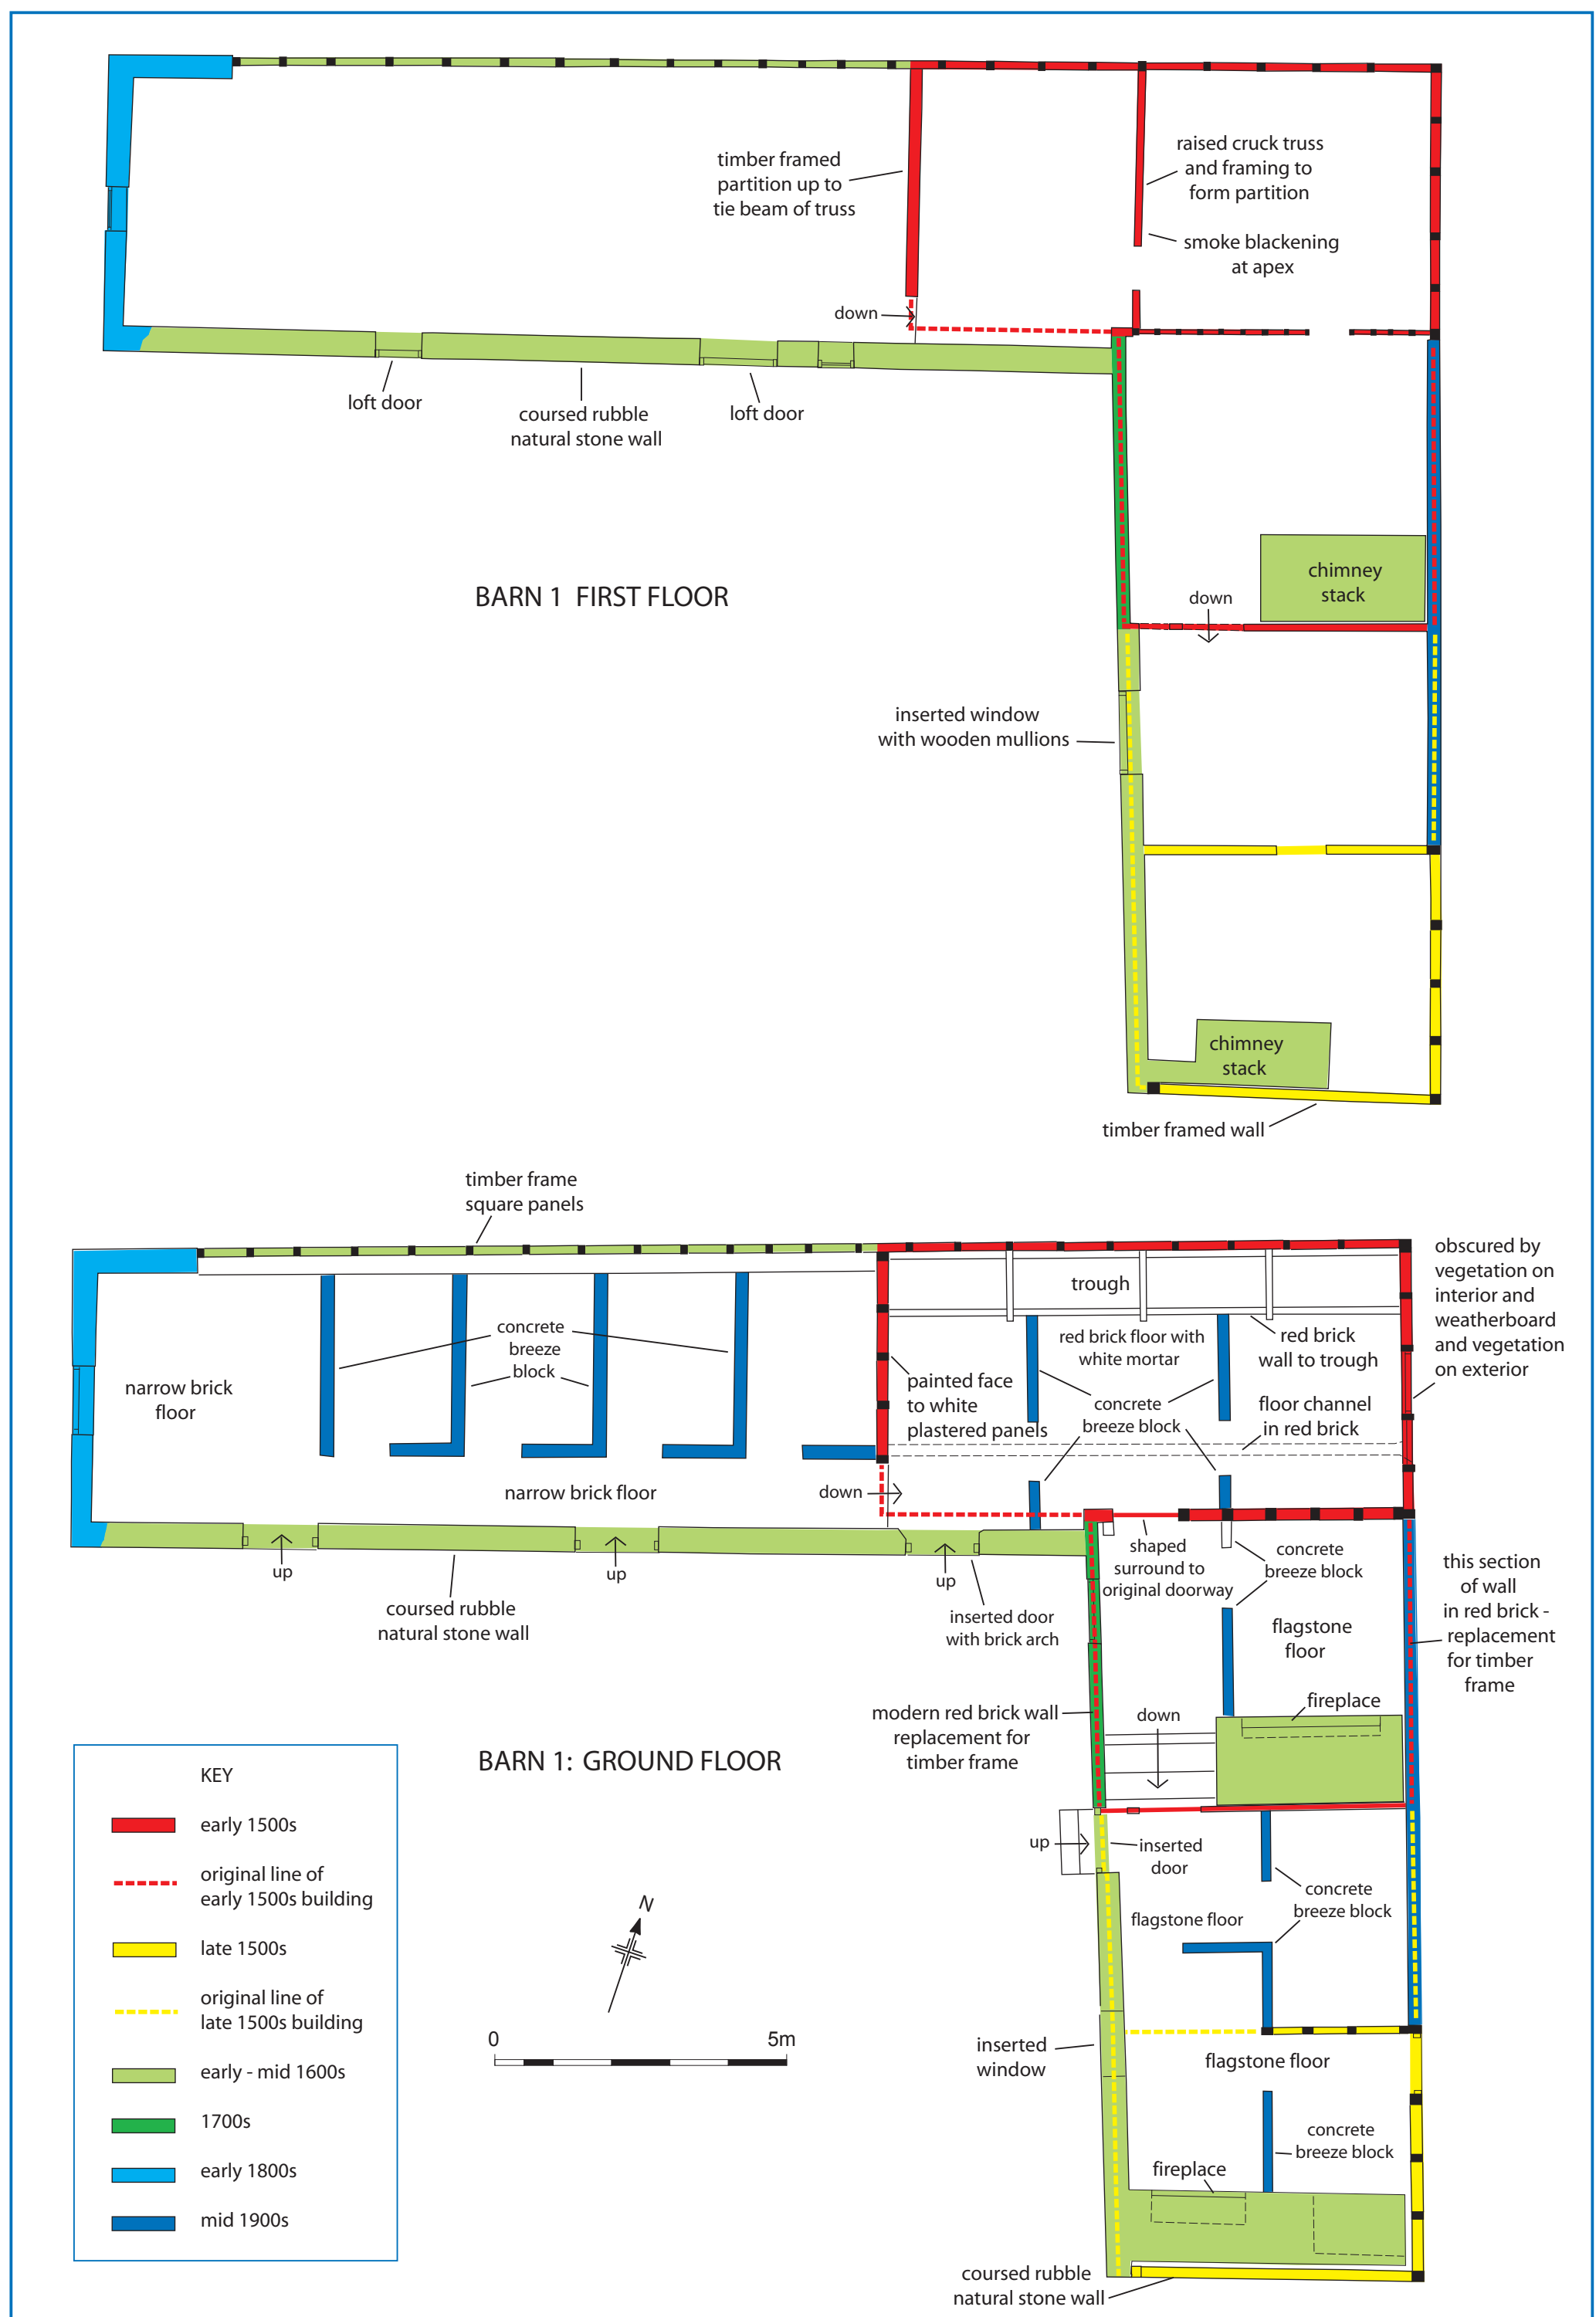 timber framed
partition up to
tie beam of truss
raised cruck truss
and framing to
form partition
smoke blackening
at apex
down
loft door
coursed rubble
natural stone wall
loft door
BARN 1 FIRST FLOOR
chimney
stack
down
inserted window
with wooden mullions
chimney
stack
timber framed wall
timber frame
square panels
obscured by
vegetation on
interior and
weatherboard
and vegetation
on exterior
trough
concrete
breeze
block
red brick floor with
white mortar
red brick
wall to trough
narrow brick
floor
painted face
to white
plastered panels
concrete
breeze block
floor channel
in red brick
narrow brick floor
down
up
up
up
shaped
surround to
original doorway
concrete
breeze block
this section
of wall
in red brick -
replacement
for timber
frame
coursed rubble
natural stone wall
inserted door
with brick arch
flagstone
floor
fireplace
modern red brick wall
replacement for
timber frame
down
BARN 1: GROUND FLOOR
KEY
early 1500s
original line of
early 1500s building
late 1500s
original line of
late 1500s building
early - mid 1600s
1700s
early 1800s
mid 1900s
up
inserted
door
concrete
breeze block
flagstone floor
N
0 5m
inserted
window
flagstone floor
concrete
breeze block
fireplace
coursed rubble
natural stone wall